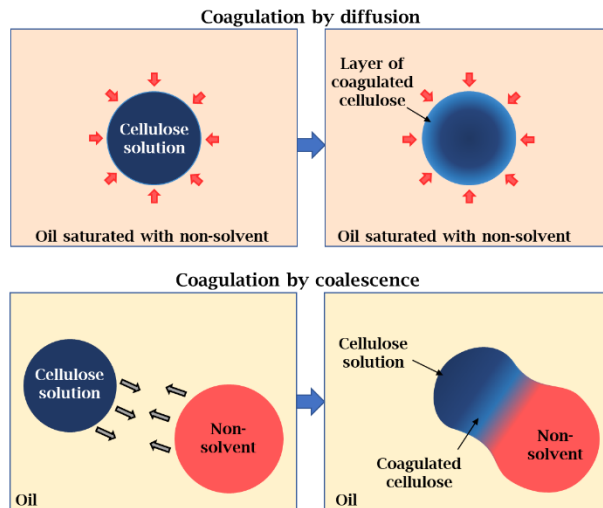 Coagulation by diffusion
Cellulose
solution
Oil saturated with non-solvent
Layer of
coagulated
cellulose
Oil saturated with non-solvent
Coagulation by coalescence
Cellulose
solution
Non-
solvent
Oil
Cellulose
solution
Non-
solvent
Coagulated
cellulose
Oil